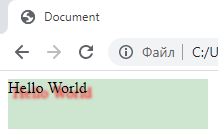 Document
Файл | C:/U
Hello World